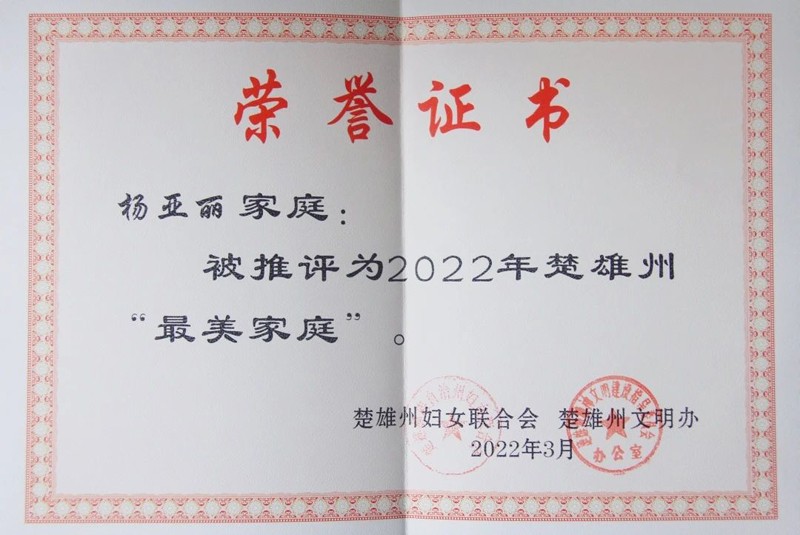 荣誉证书
杨亚丽家庭：
被推评为2022年楚雄州
“最美家庭”。
楚雄州妇女联合会 楚雄州文明办
2022年3月
办公室